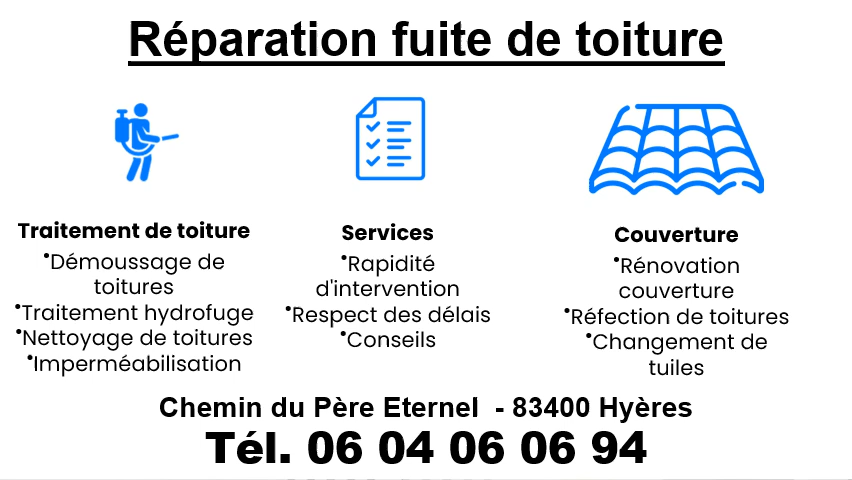 Réparation fuite de toiture
Traitement de toiture
•Démoussage de
toitures
•Traitement hydrofuge
•Nettoyage de toitures
•Imperméabilisation
Services
•Rapidité
d'intervention
•Respect des délais
•Conseils
Couverture
•Rénovation
couverture
•Réfection de toitures
•Changement de
tuiles
Chemin du Père Eternel - 83400 Hyères
Tél. 06 04 06 06 94